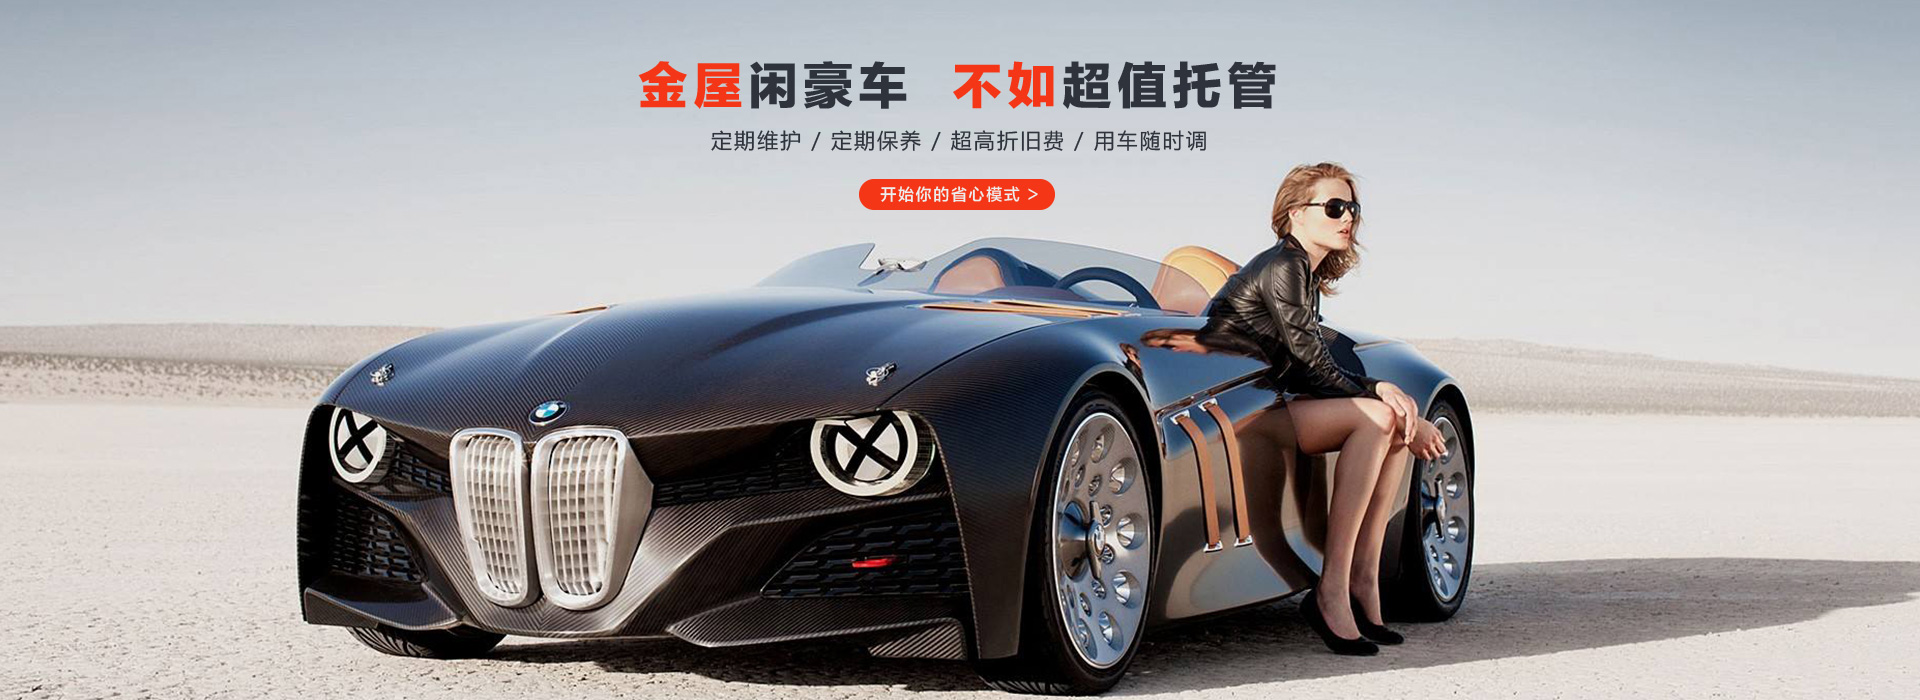 金屋闲豪车 不如超值托管
定期维护 / 定期保养 / 超高折旧费 / 用车随时调
开始你的省心模式 >